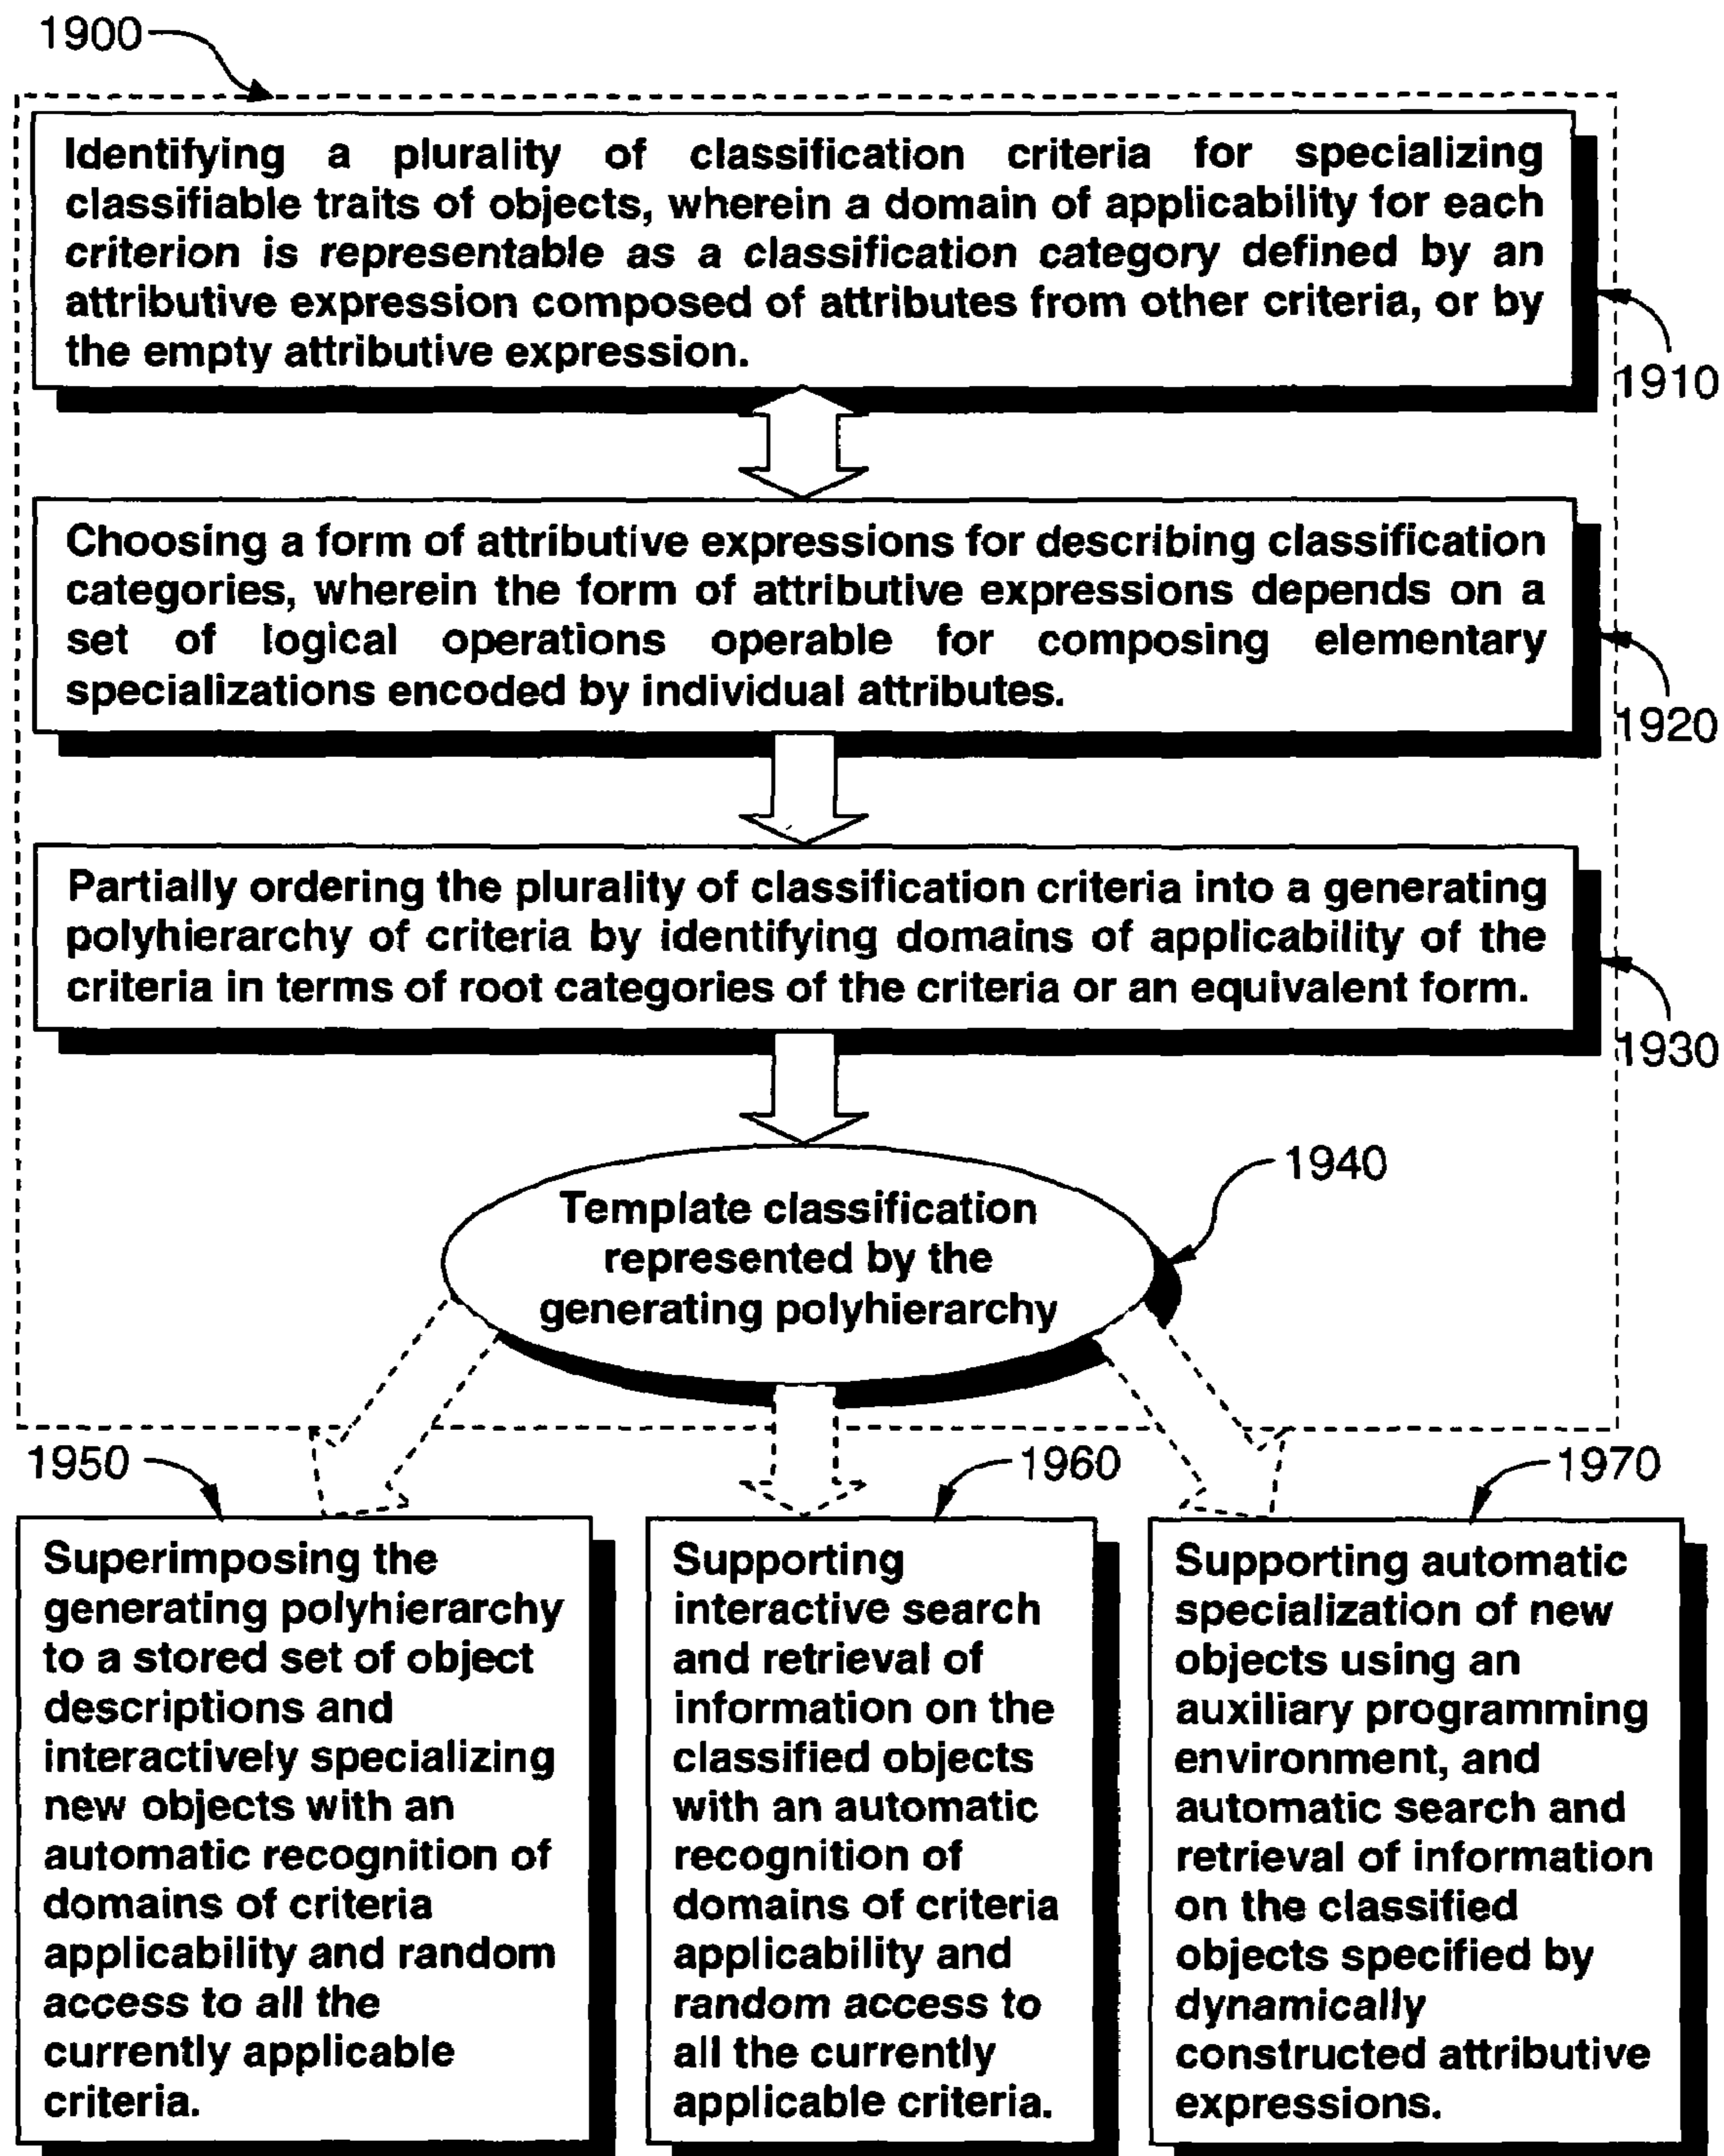 1900
Identifying a plurality of classification criteria for specializing
classifiable traits of objects, wherein a domain of applicability for each
criterion is representable as a classification category defined by an
attributive expression composed of attributes from other criteria, or by
the empty attributive expression.
1910
Choosing a form of attributive expressions for describing classification
categories, wherein the form of attributive expressions depends on a
set of logical operations operable for composing elementary
specializations encoded by individual attributes.
1920
Partially ordering the plurality of classification criteria into a generating
polyhierarchy of criteria by identifying domains of applicability of the
criteria in terms of root categories of the criteria or an equivalent form.
1930
1940
Template classification
represented by the
generating polyhierarchy
1950
Superimposing the
generating polyhierarchy
to a stored set of object
descriptions and
interactively specializing
new objects with an
automatic recognition of
domains of criteria
applicability and random
access to all the
currently applicable
criteria.
1960
Supporting
interactive search
and retrieval of
information on the
classified objects
with an automatic
recognition of
domains of criteria
applicability and
random access to
all the currently
applicable criteria.
1970
Supporting automatic
specialization of new
objects using an
auxiliary programming
environment, and
automatic search and
retrieval of information
on the classified
objects specified by
dynamically
constructed attributive
expressions.